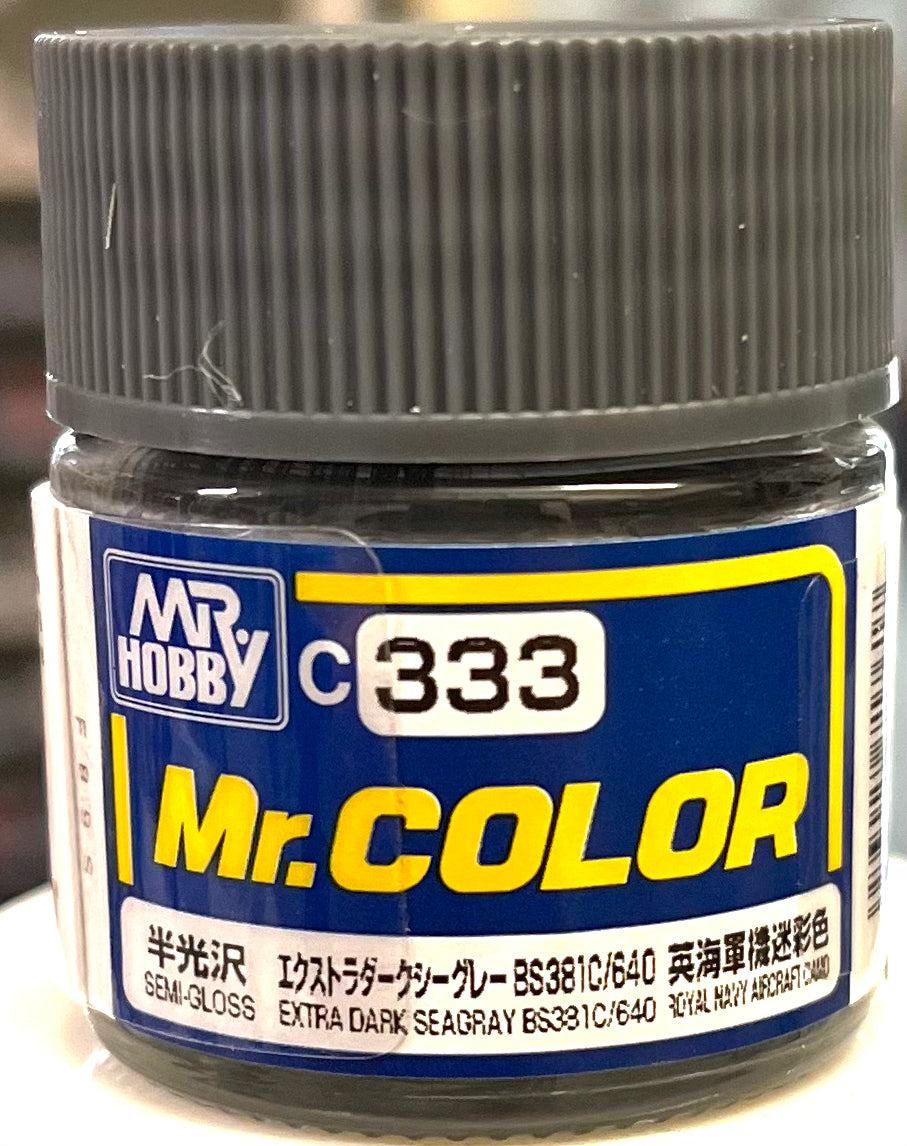 MR.
HOBBY
C 333
Mr.COLOR
半光沢 エクストラダークシーグレー BS381C/640 英海軍機迷彩色
SEMI-GLOSS EXTRA DARK SEAGRAY BS381C/640 ROYAL NAVY AIRCRAFT